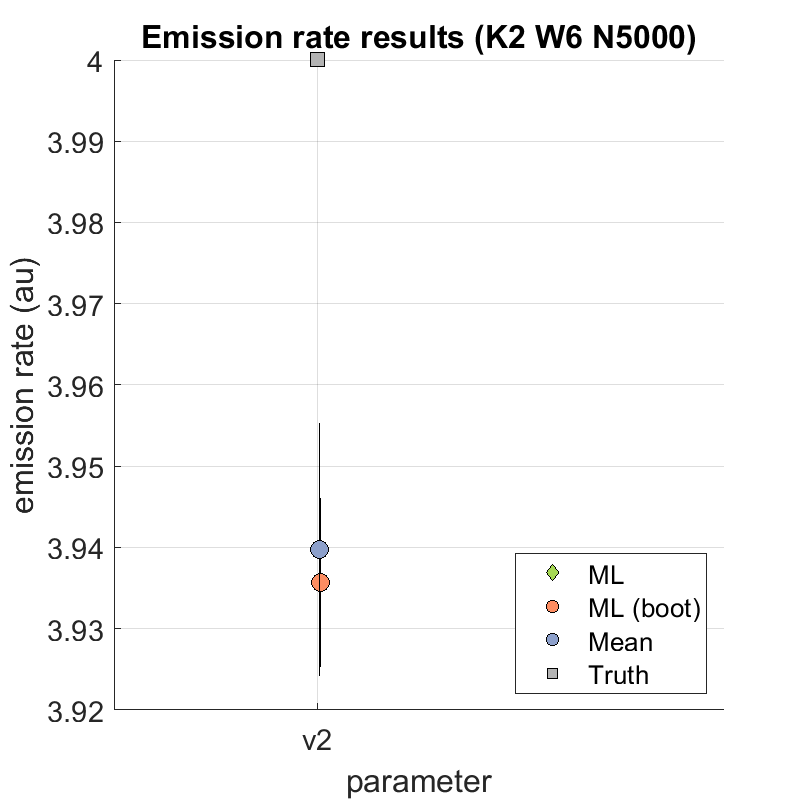 Emission rate results (K2 W6 N5000)
4
3.99
3.98
3.97
3.96
3.95
3.94
3.93
3.92
emission rate (au)
v2
parameter
ML
ML (boot)
Mean
Truth